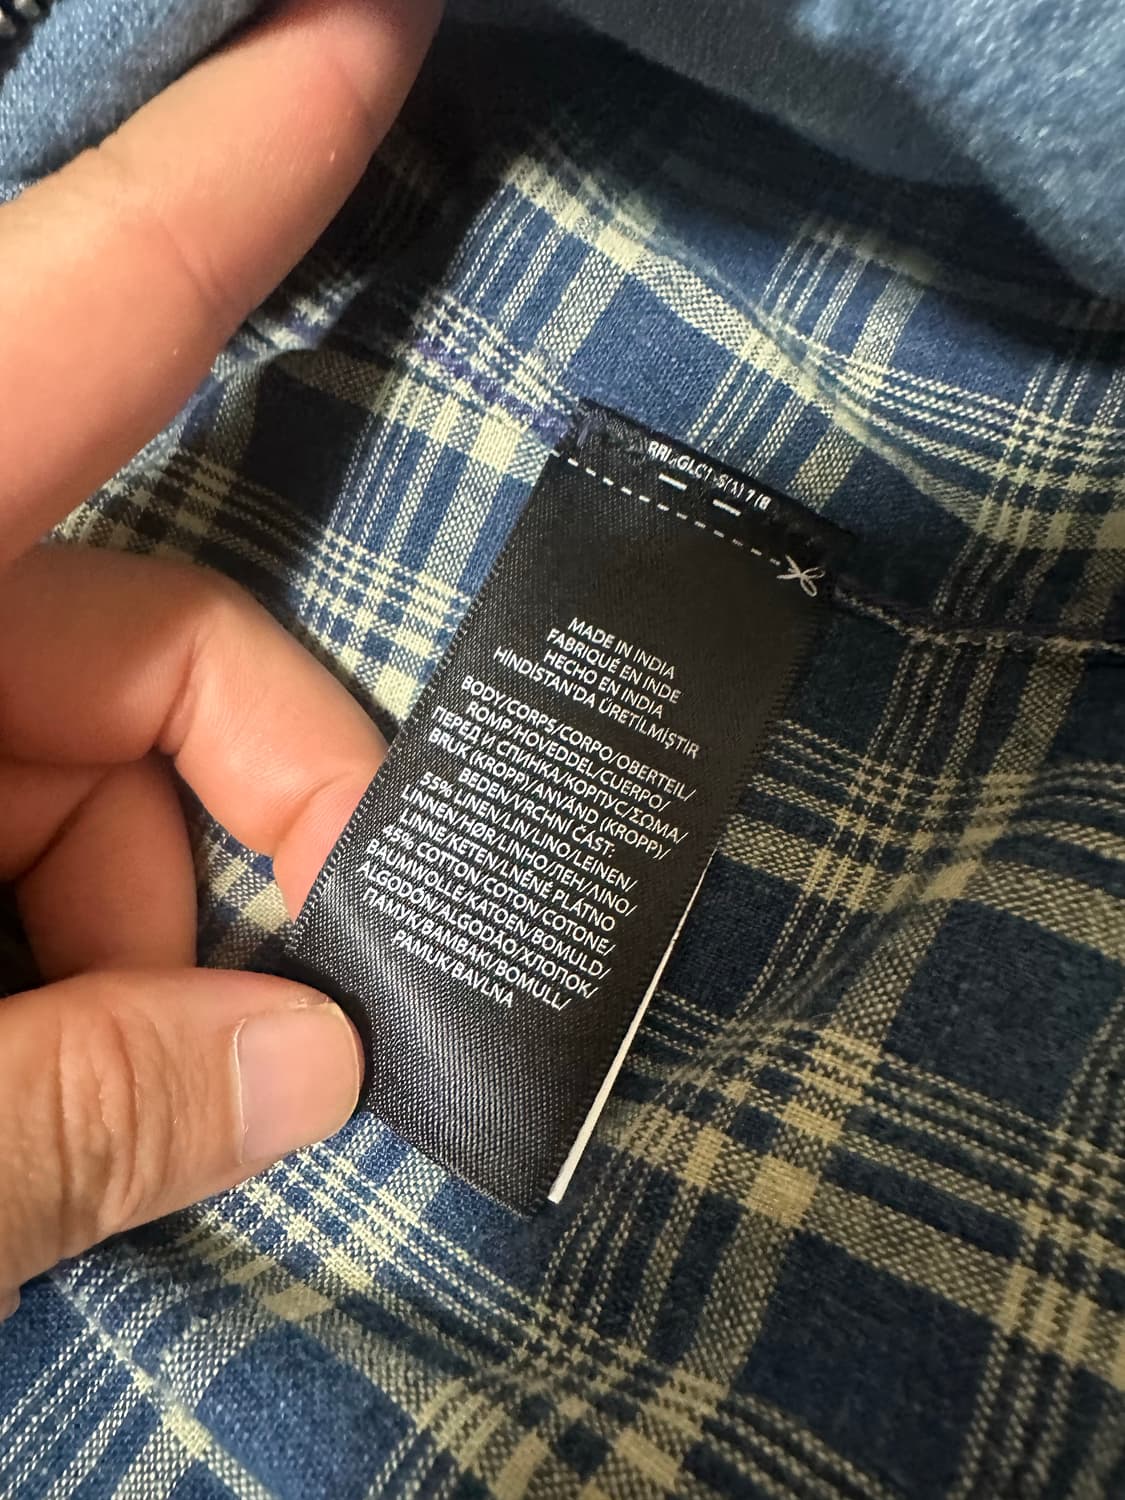 MADE IN INDIA
FABRIQUÉ EN INDE
HECHO EN INDIA
HİNDİSTAN'DA ÜRETİLMİŞTİR
BODY/CORPS/CORPO/OBERTEIL/
ROMP/HOVEDDEL/CUERPO/
ПЕРЕД И СПИНКА/КОРПУС/ΣΩΜΑ/
BRUK (KROPP)/ANVÄND (KROPP)/
BEDEN/VRCHNÍ ČÁST:
55% LINEN/LIN/LINO/LEINEN/
LINNEN/HØR/LINHO/ЛЕН/ΛΙΝΟ/
LINNE/KETEN/LNĚNÉ PLÁTNO
45% COTTON/COTON/COTONE/
BAUMWOLLE/KATOEN/BOMULD/
ALGODÓN/ALGODÃO/ХЛОПОК/
ПАМУК/ΒΑΜΒΑΚΙ/BOMULL/
PAMUK/BAVLNA